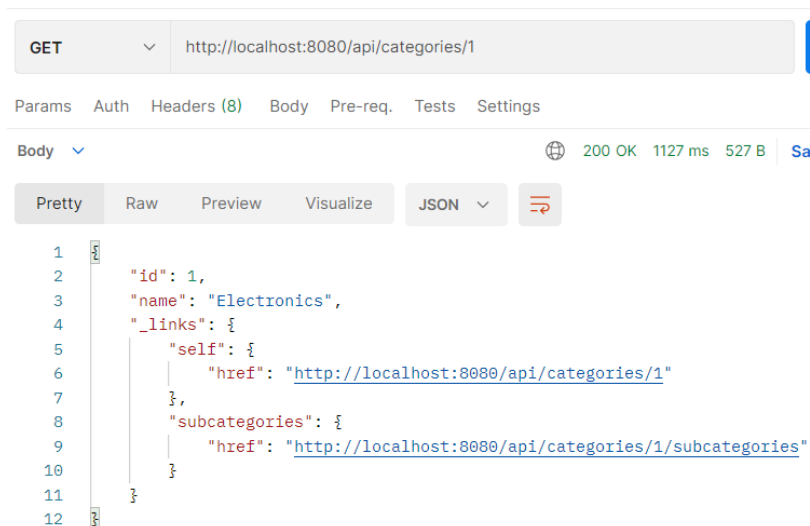 GET http://localhost:8080/api/categories/1
Params Auth Headers (8) Body Pre-req. Tests Settings
Body 200 OK 1127 ms 527 B Sa
Pretty Raw Preview Visualize JSON
1 {
2 "id": 1,
3 "name": "Electronics",
4 "_links": {
5 "self": {
6 "href": "http://localhost:8080/api/categories/1"
7 },
8 "subcategories": {
9 "href": "http://localhost:8080/api/categories/1/subcategories"
10 }
11 }
12 }